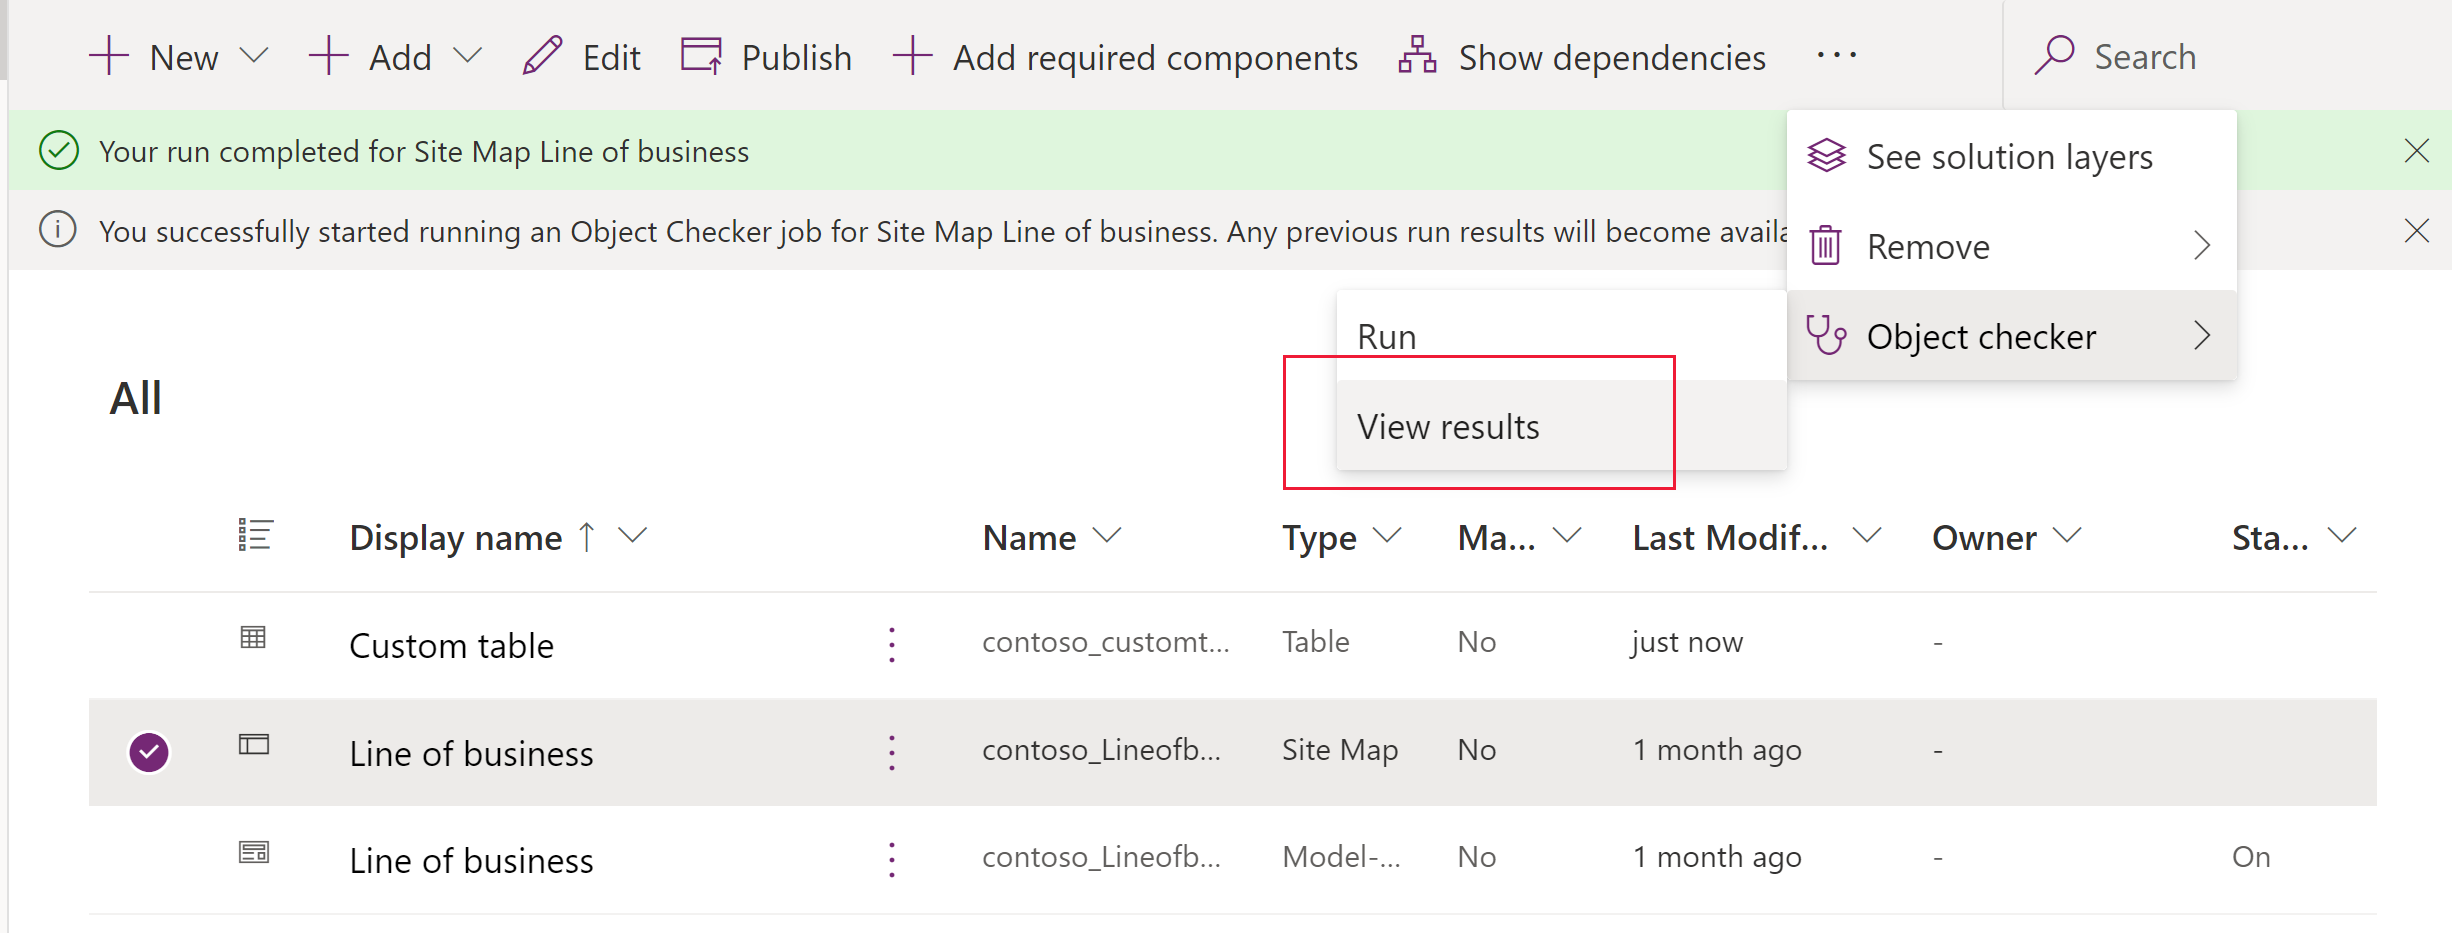 New Add Edit Publish Add required components Show dependencies ... Search
Your run completed for Site Map Line of business
You successfully started running an Object Checker job for Site Map Line of business. Any previous run results will become availa
See solution layers
Remove
Object checker
Run
View results
All
Display name Name Type Ma... Last Modif... Owner Sta...
Custom table contoso_customt... Table No just now -
Line of business contoso_Lineofb... Site Map No 1 month ago -
Line of business contoso_Lineofb... Model-... No 1 month ago - On